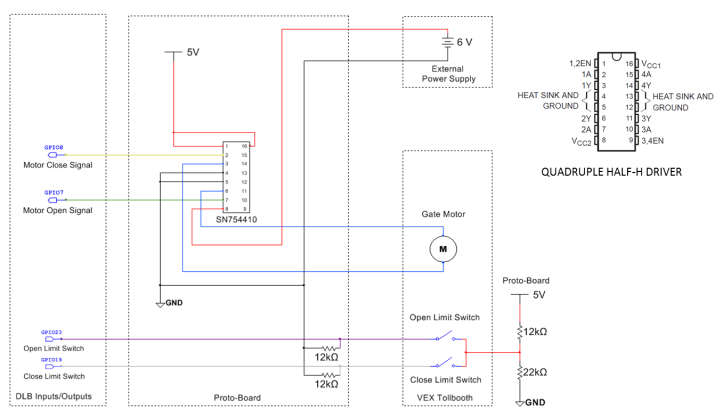 5V
6 V
External
Power Supply
GPIO8
Motor Close Signal
GPIO7
Motor Open Signal
1 16
2 15
3 14
4 13
5 12
6 11
7 10
8 9
SN754410
Gate Motor
M
GND
GPIO23
Open Limit Switch
GPIO19
Close Limit Switch
12kΩ
12kΩ
Open Limit Switch
Close Limit Switch
DLB Inputs/Outputs
Proto-Board
VEX Tollbooth
1,2EN 1 16 VCC1
1A 2 15 4A
1Y 3 14 4Y
HEAT SINK AND 4 13 HEAT SINK AND
GROUND 5 12 GROUND
2Y 6 11 3Y
2A 7 10 3A
VCC2 8 9 3,4EN
QUADRUPLE HALF-H DRIVER
Proto-Board
5V
12kΩ
22kΩ
GND